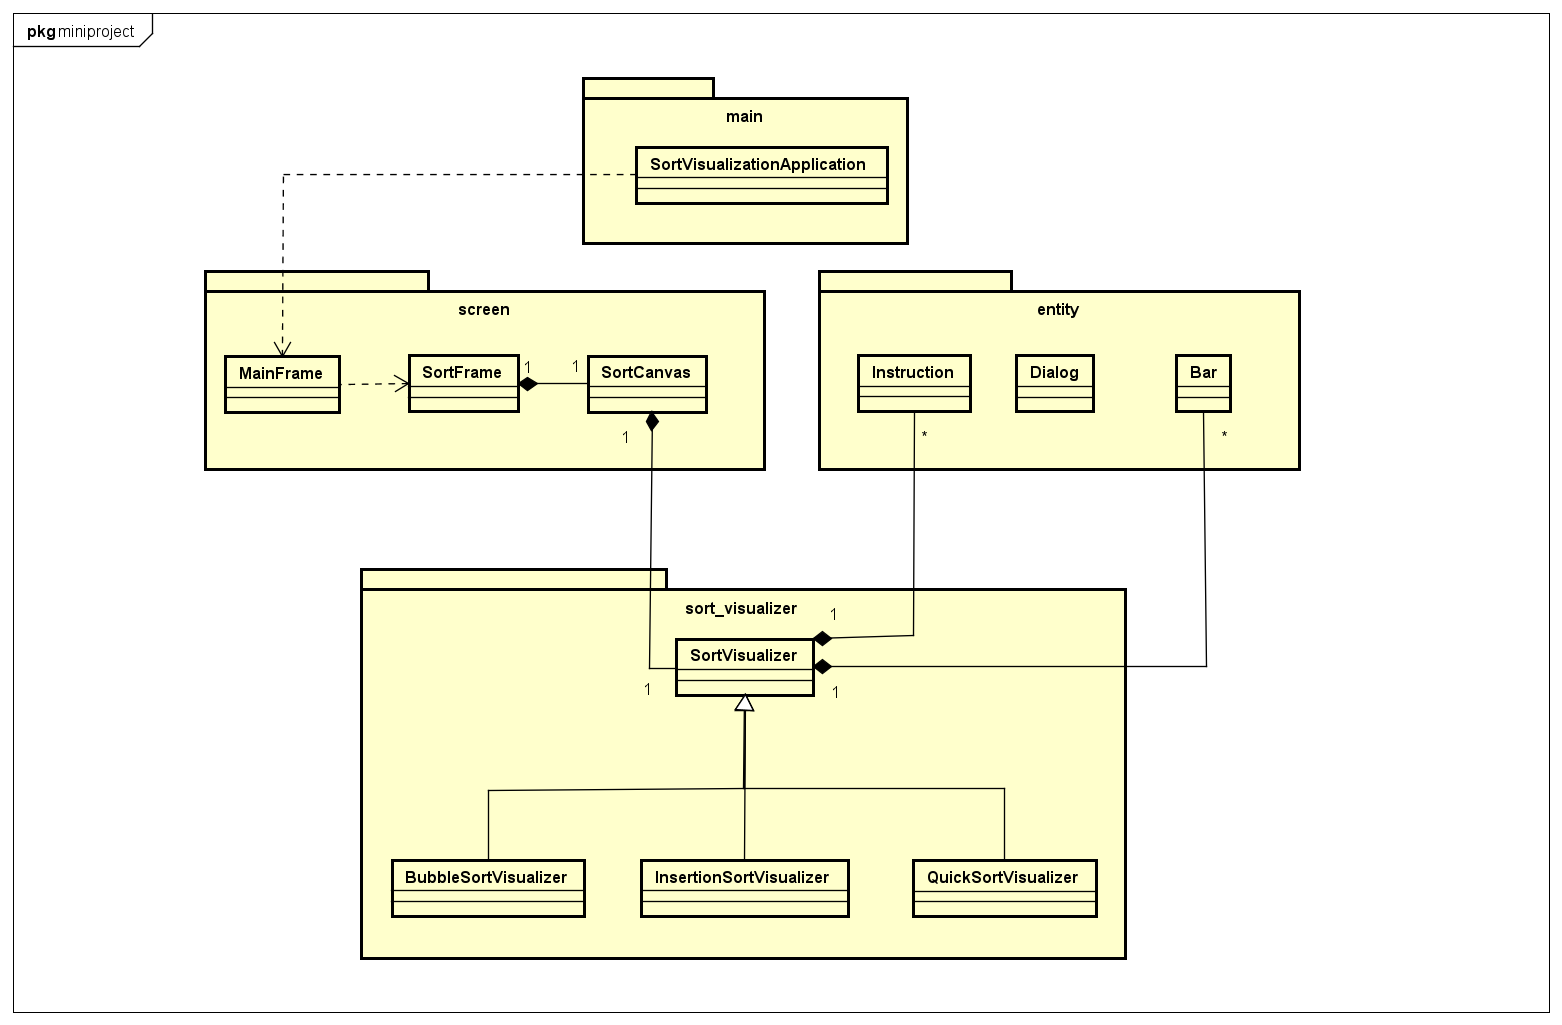 pkg miniproject
main
SortVisualizationApplication
screen
MainFrame
SortFrame
1
1
SortCanvas
1
entity
Instruction
Dialog
Bar
*
*
sort_visualizer
1
SortVisualizer
1
1
BubbleSortVisualizer
InsertionSortVisualizer
QuickSortVisualizer